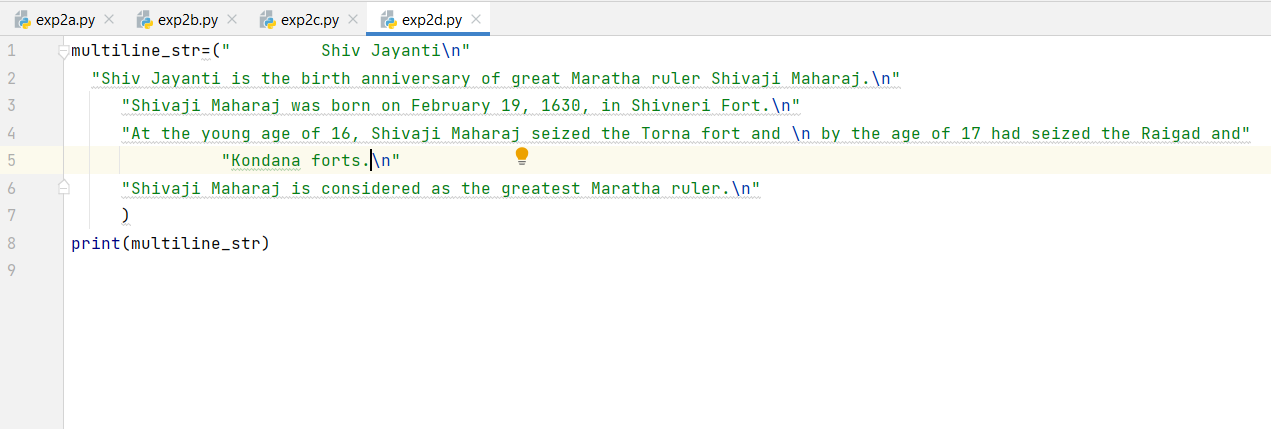 exp2a.py exp2b.py exp2c.py exp2d.py
1 multiline_str=("         Shiv Jayanti\n"
2   "Shiv Jayanti is the birth anniversary of great Maratha ruler Shivaji Maharaj.\n"
3      "Shivaji Maharaj was born on February 19, 1630, in Shivneri Fort.\n"
4      "At the young age of 16, Shivaji Maharaj seized the Torna fort and \n by the age of 17 had seized the Raigad and"
5                "Kondana forts.\n"
6      "Shivaji Maharaj is considered as the greatest Maratha ruler.\n"
7      )
8 print(multiline_str)
9